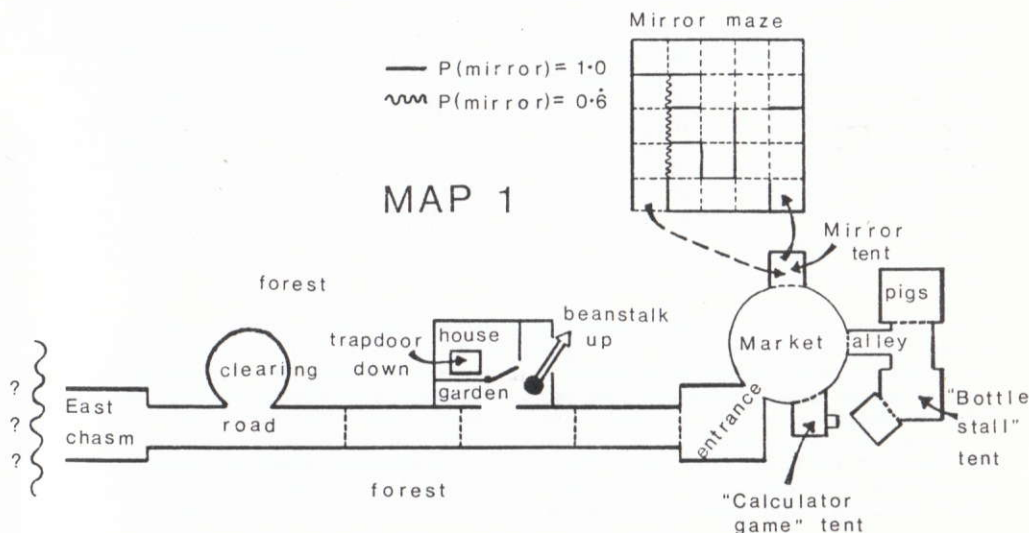 Mirror maze
P(mirror)= 1·0
P(mirror)= 0·6̇
MAP 1
Mirror
tent
forest
beanstalk
up
pigs
house
trapdoor
down
clearing
Market
alley
garden
?
?
?
East
chasm
road
entrance
"Bottle
stall"
tent
forest
"Calculator
game" tent